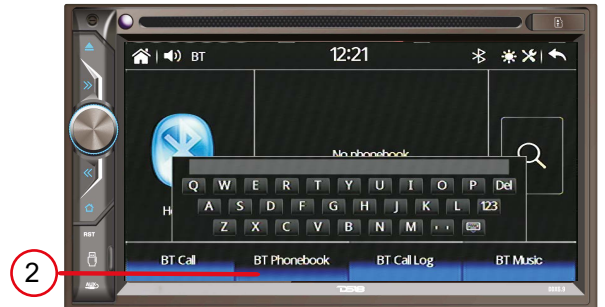 BT
12:21
No phonebook
Q W E R T Y U I O P Del
A S D F G H J K L 123
Z X C V B N M
BT Call BT Phonebook BT Call Log BT Music
RST
2
DS18